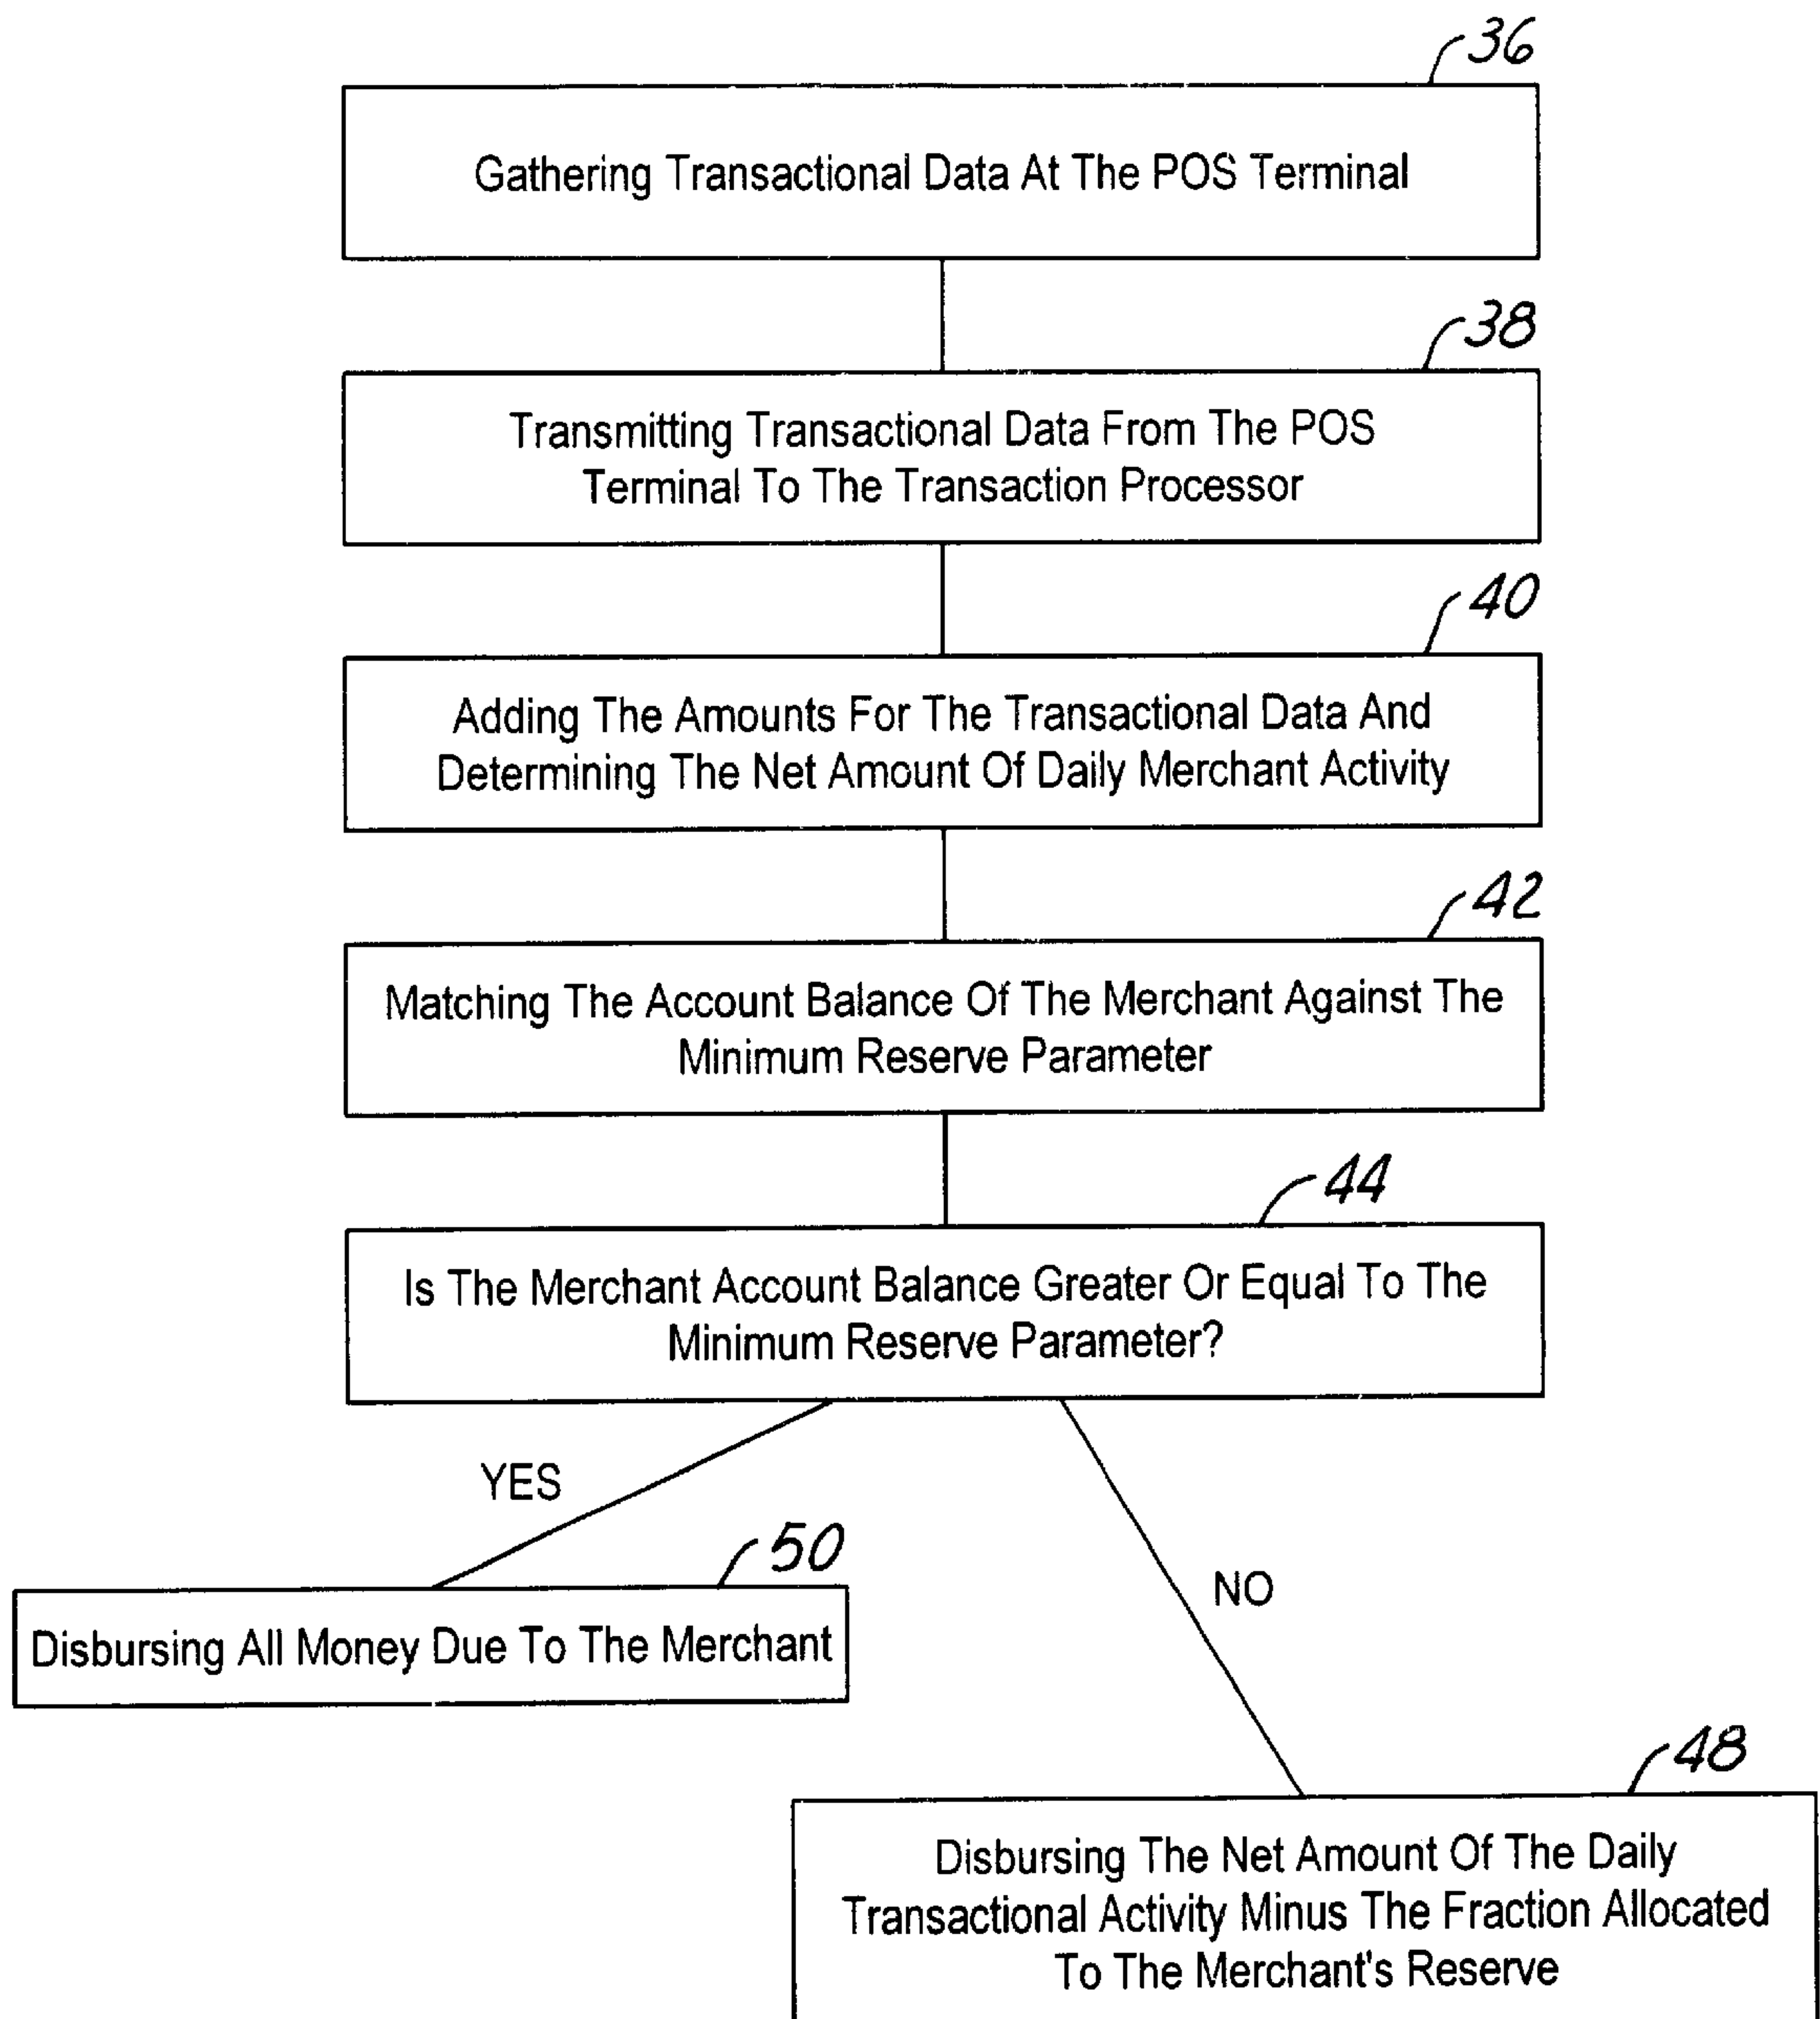 36
Gathering Transactional Data At The POS Terminal
38
Transmitting Transactional Data From The POS
Terminal To The Transaction Processor
40
Adding The Amounts For The Transactional Data And
Determining The Net Amount Of Daily Merchant Activity
42
Matching The Account Balance Of The Merchant Against The
Minimum Reserve Parameter
44
Is The Merchant Account Balance Greater Or Equal To The
Minimum Reserve Parameter?
YES
50
Disbursing All Money Due To The Merchant
NO
48
Disbursing The Net Amount Of The Daily
Transactional Activity Minus The Fraction Allocated
To The Merchant's Reserve